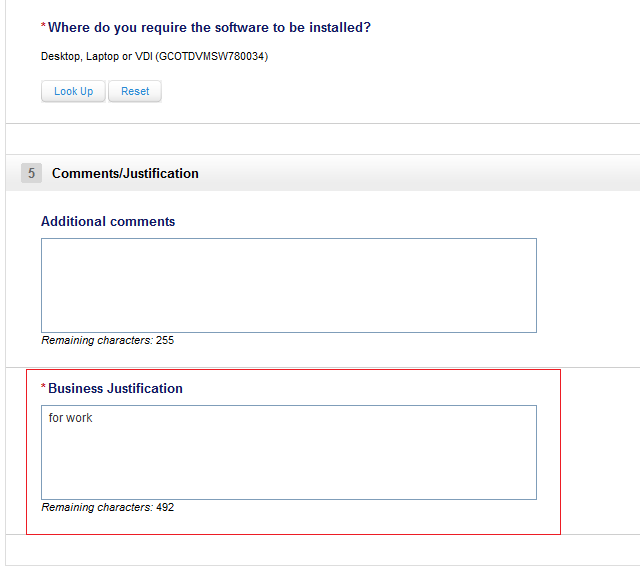 *Where do you require the software to be installed?
Desktop, Laptop or VDI (GCOTDVMSW780034)
Look Up Reset
5 Comments/Justification
Additional comments
Remaining characters: 255
*Business Justification
for work
Remaining characters: 492